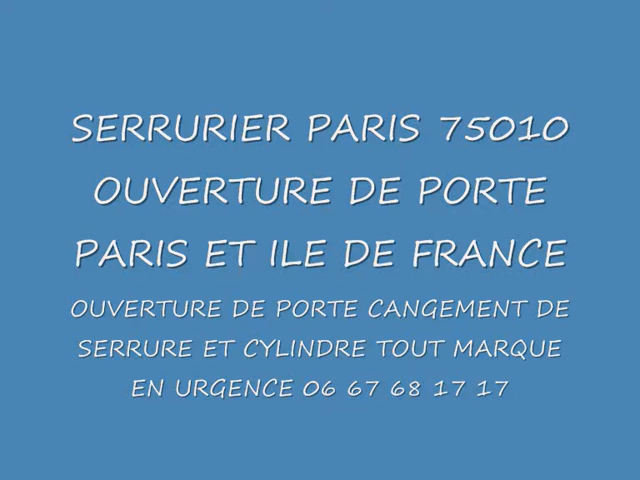 SERRURIER PARIS 75010
OUVERTURE DE PORTE
PARIS ET ILE DE FRANCE
OUVERTURE DE PORTE CANGEMENT DE
SERRURE ET CYLINDRE TOUT MARQUE
EN URGENCE 06 67 68 17 17